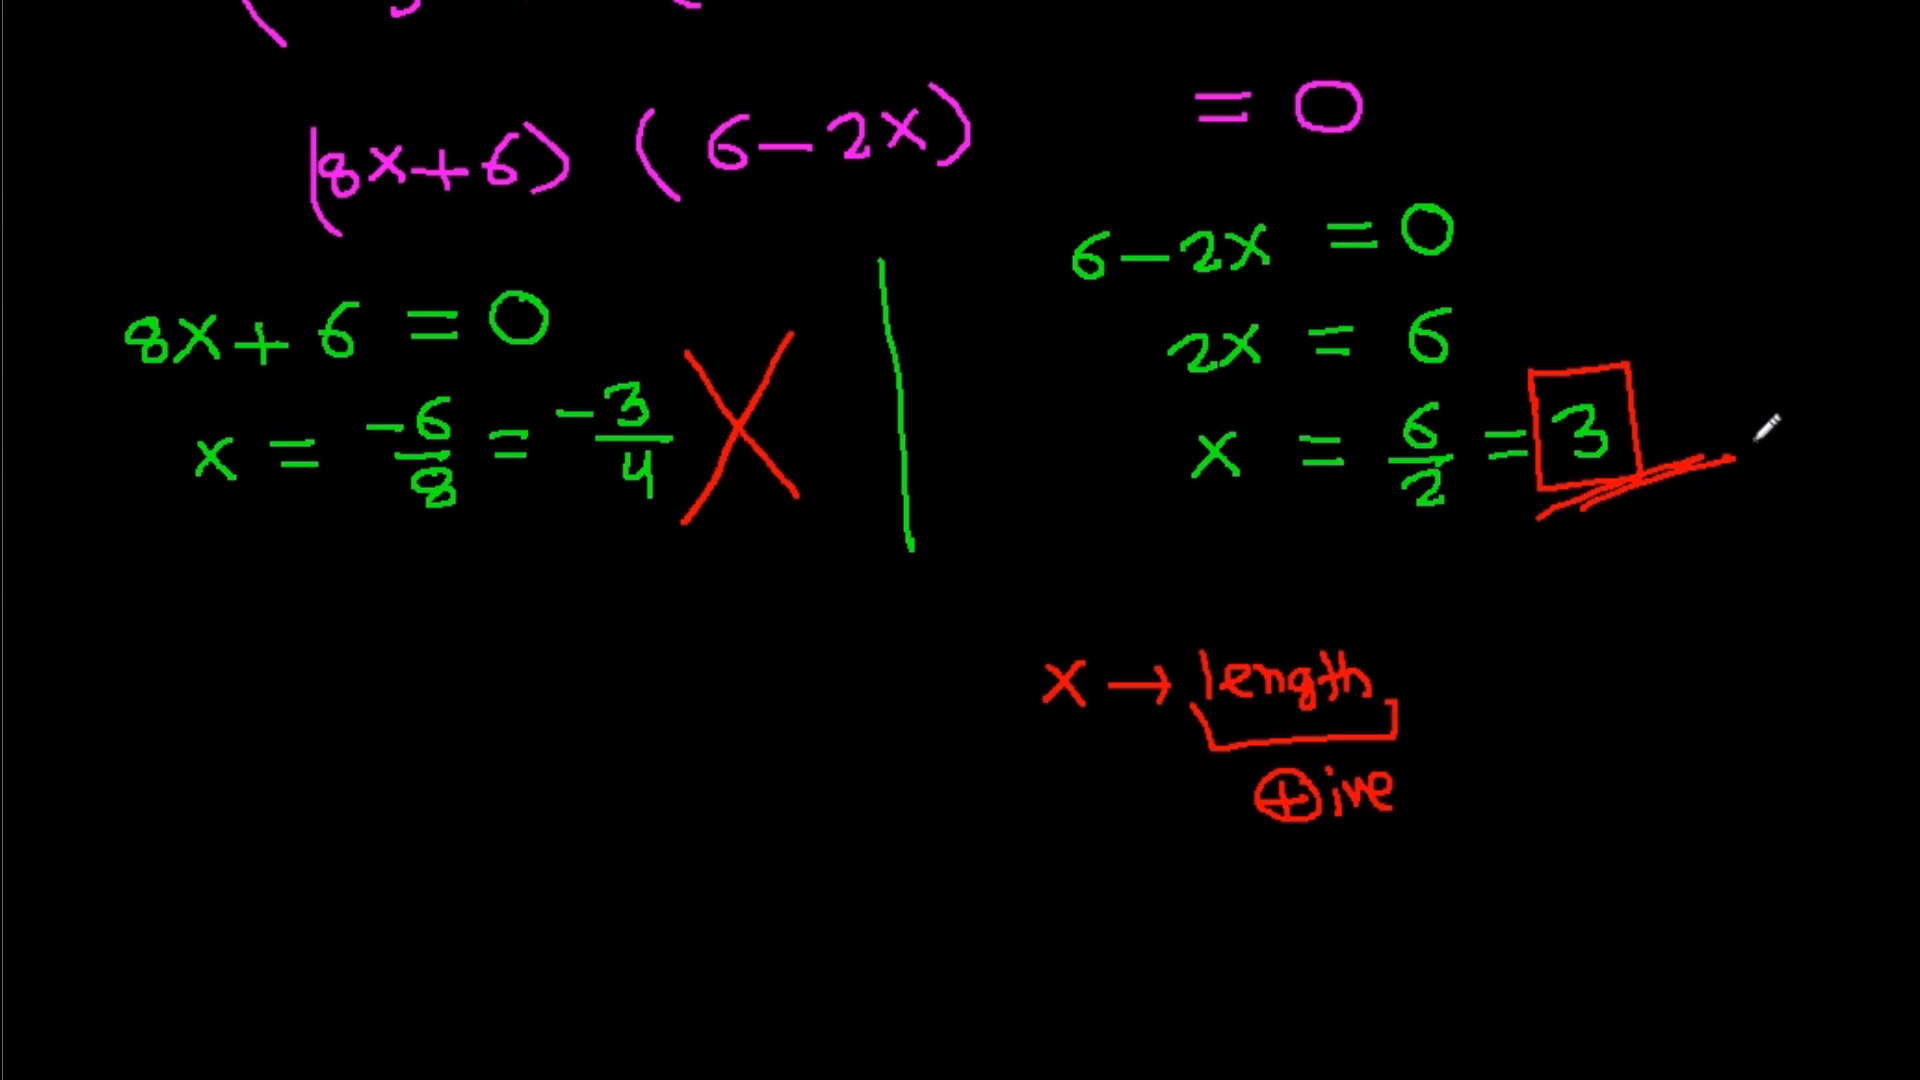 (8x+6) (6-2x) = 0
8x+6 = 0
x = -6/8 = -3/4
6-2x = 0
2x = 6
x = 6/2 = 3
x → length
+ive